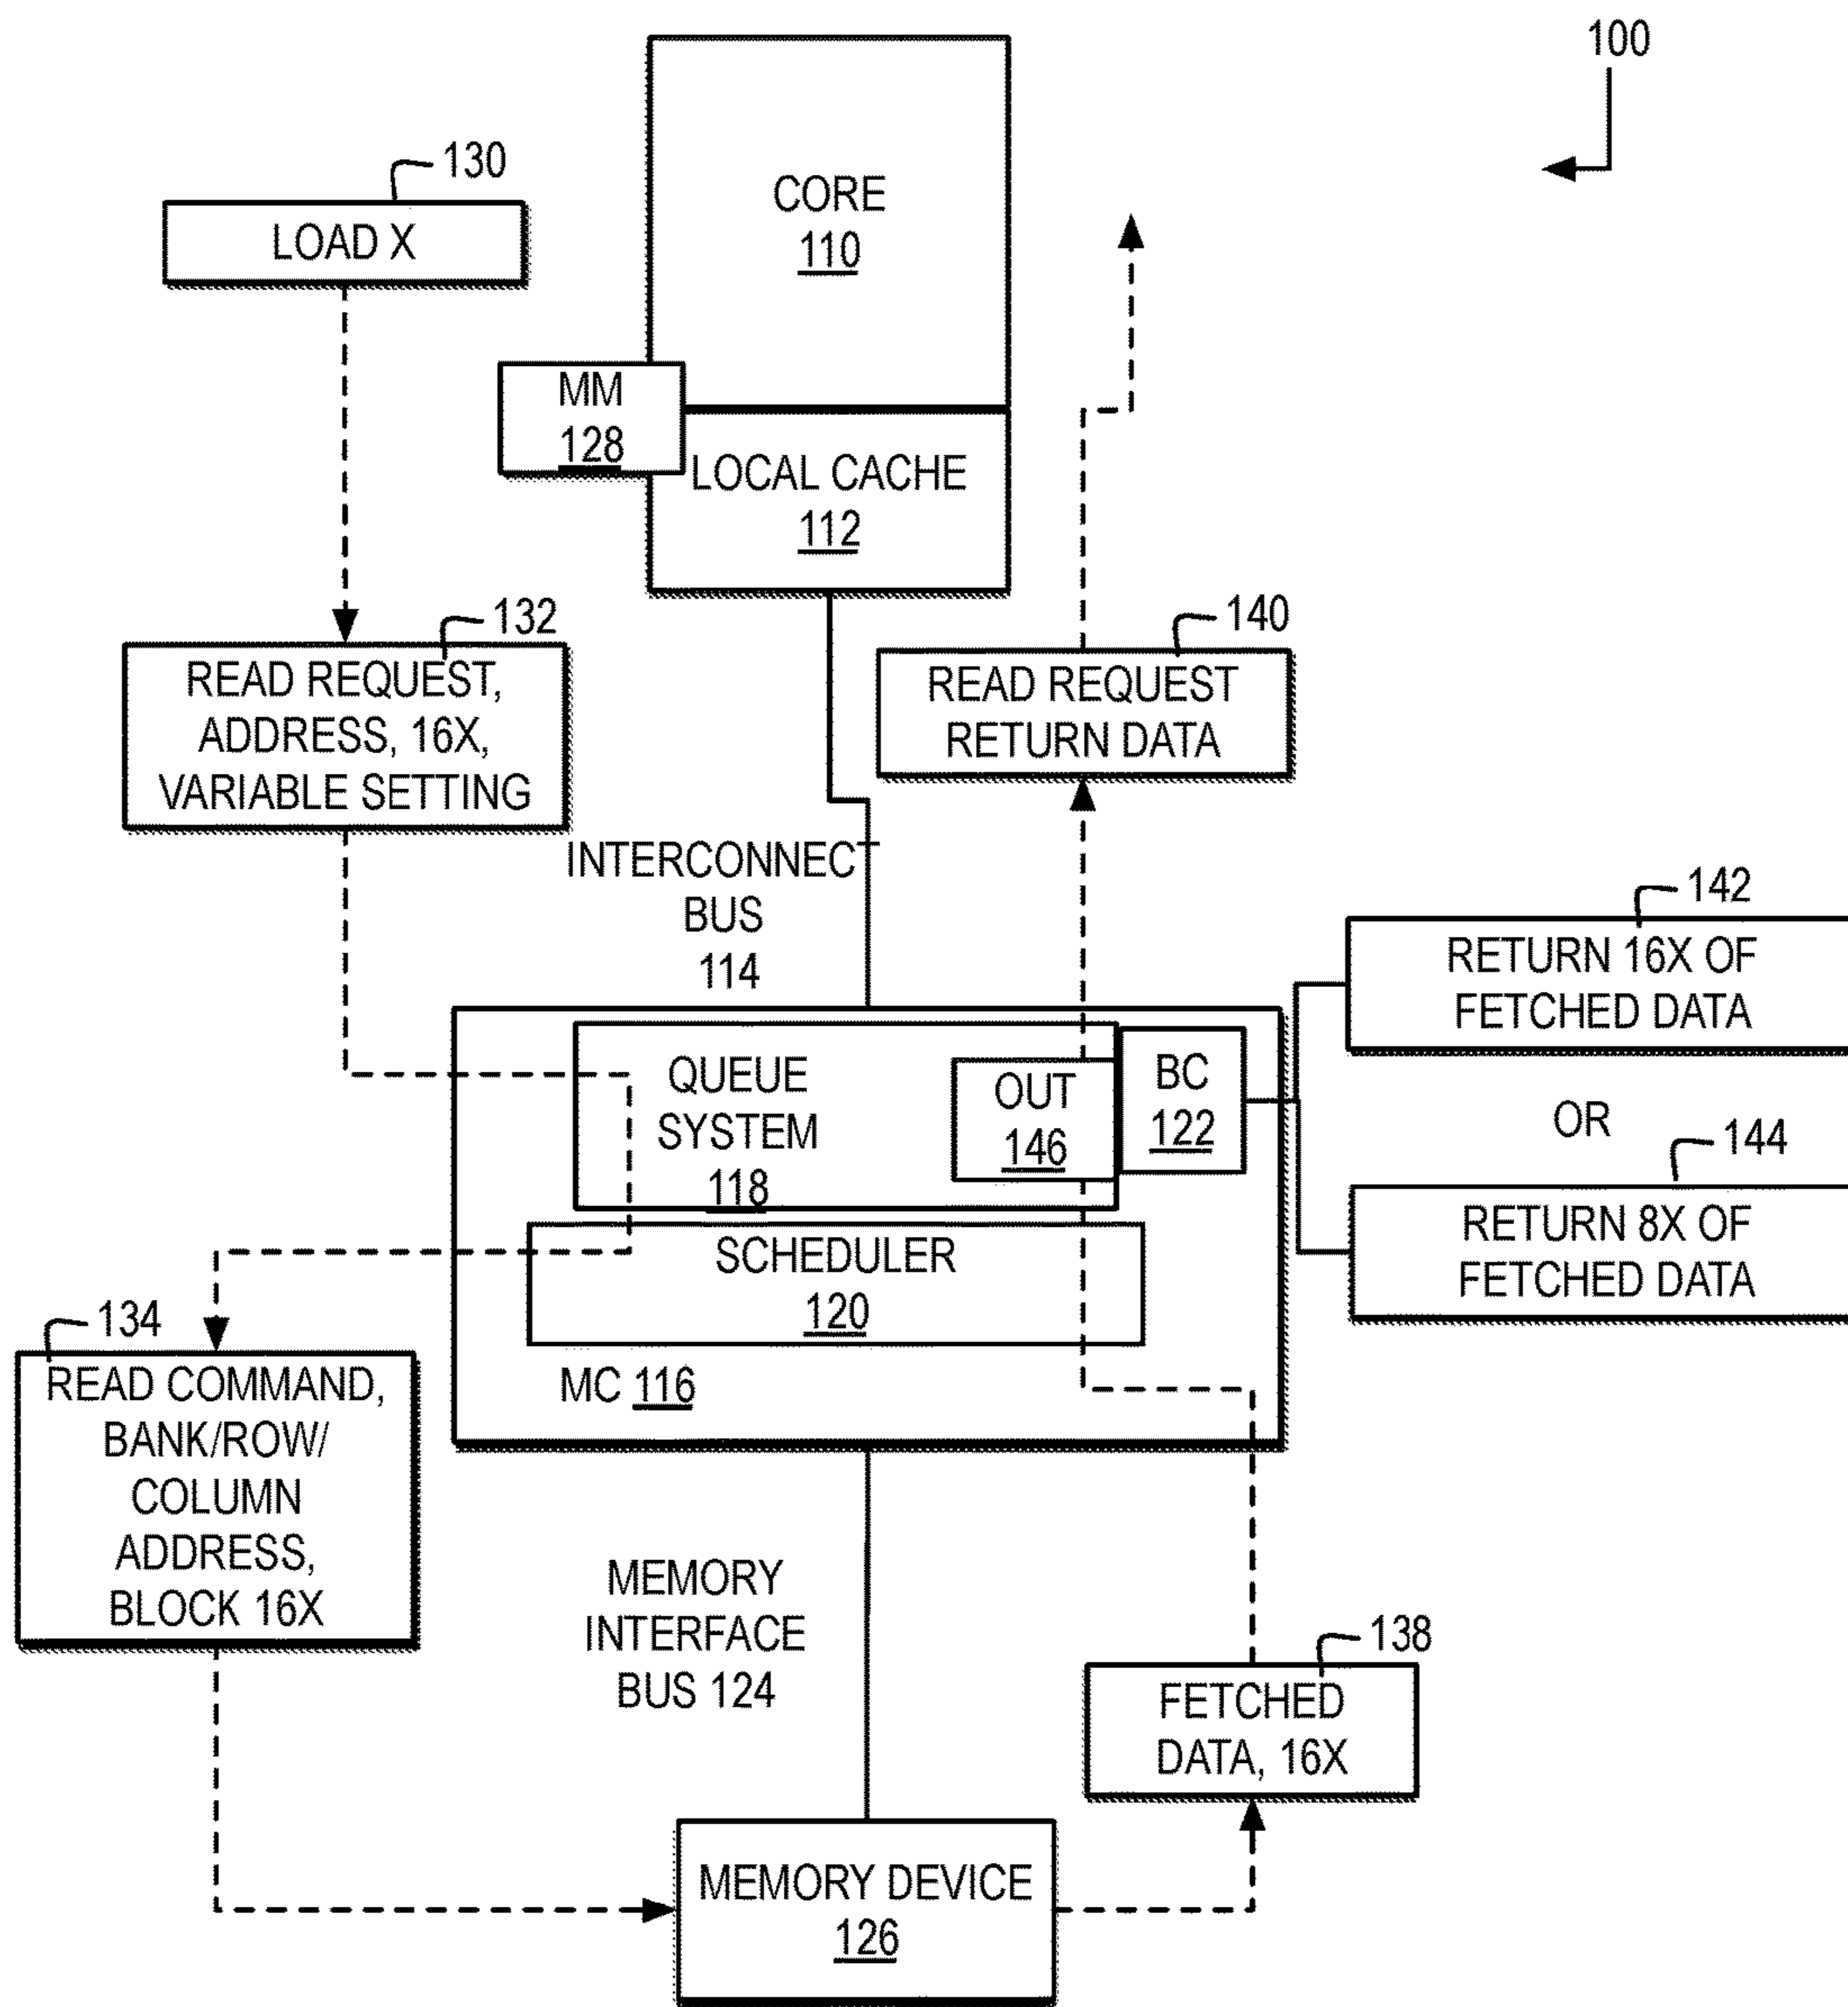 100
130
LOAD X
CORE
110
MM
128
LOCAL CACHE
112
132
READ REQUEST,
ADDRESS, 16X,
VARIABLE SETTING
140
READ REQUEST
RETURN DATA
INTERCONNECT
BUS
114
142
RETURN 16X OF
FETCHED DATA
OR
144
RETURN 8X OF
FETCHED DATA
QUEUE
SYSTEM
118
OUT
146
BC
122
SCHEDULER
120
MC 116
134
READ COMMAND,
BANK/ROW/
COLUMN
ADDRESS,
BLOCK 16X
MEMORY
INTERFACE
BUS 124
138
FETCHED
DATA, 16X
MEMORY DEVICE
126